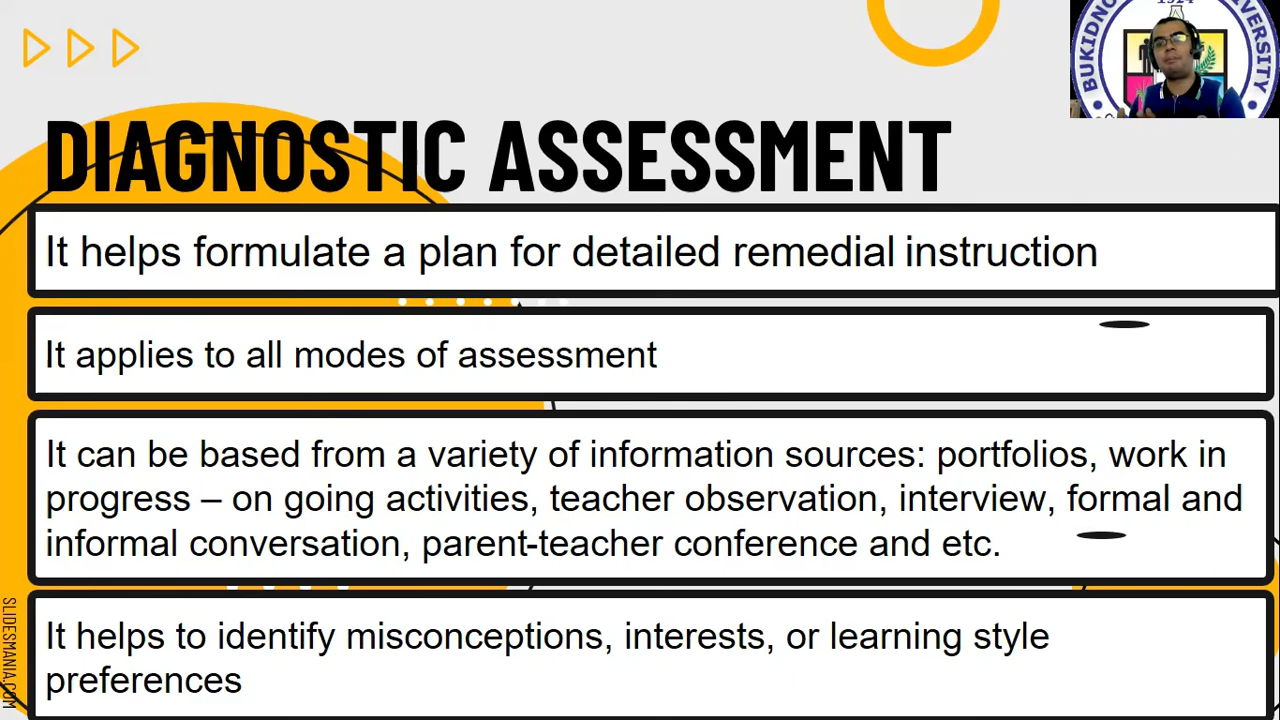 1924
BUKIDNON UNIVERSITY
DIAGNOSTIC ASSESSMENT
It helps formulate a plan for detailed remedial instruction
It applies to all modes of assessment
It can be based from a variety of information sources: portfolios, work in
progress – on going activities, teacher observation, interview, formal and
informal conversation, parent-teacher conference and etc.
It helps to identify misconceptions, interests, or learning style
preferences
SLIDESMANIA.COM